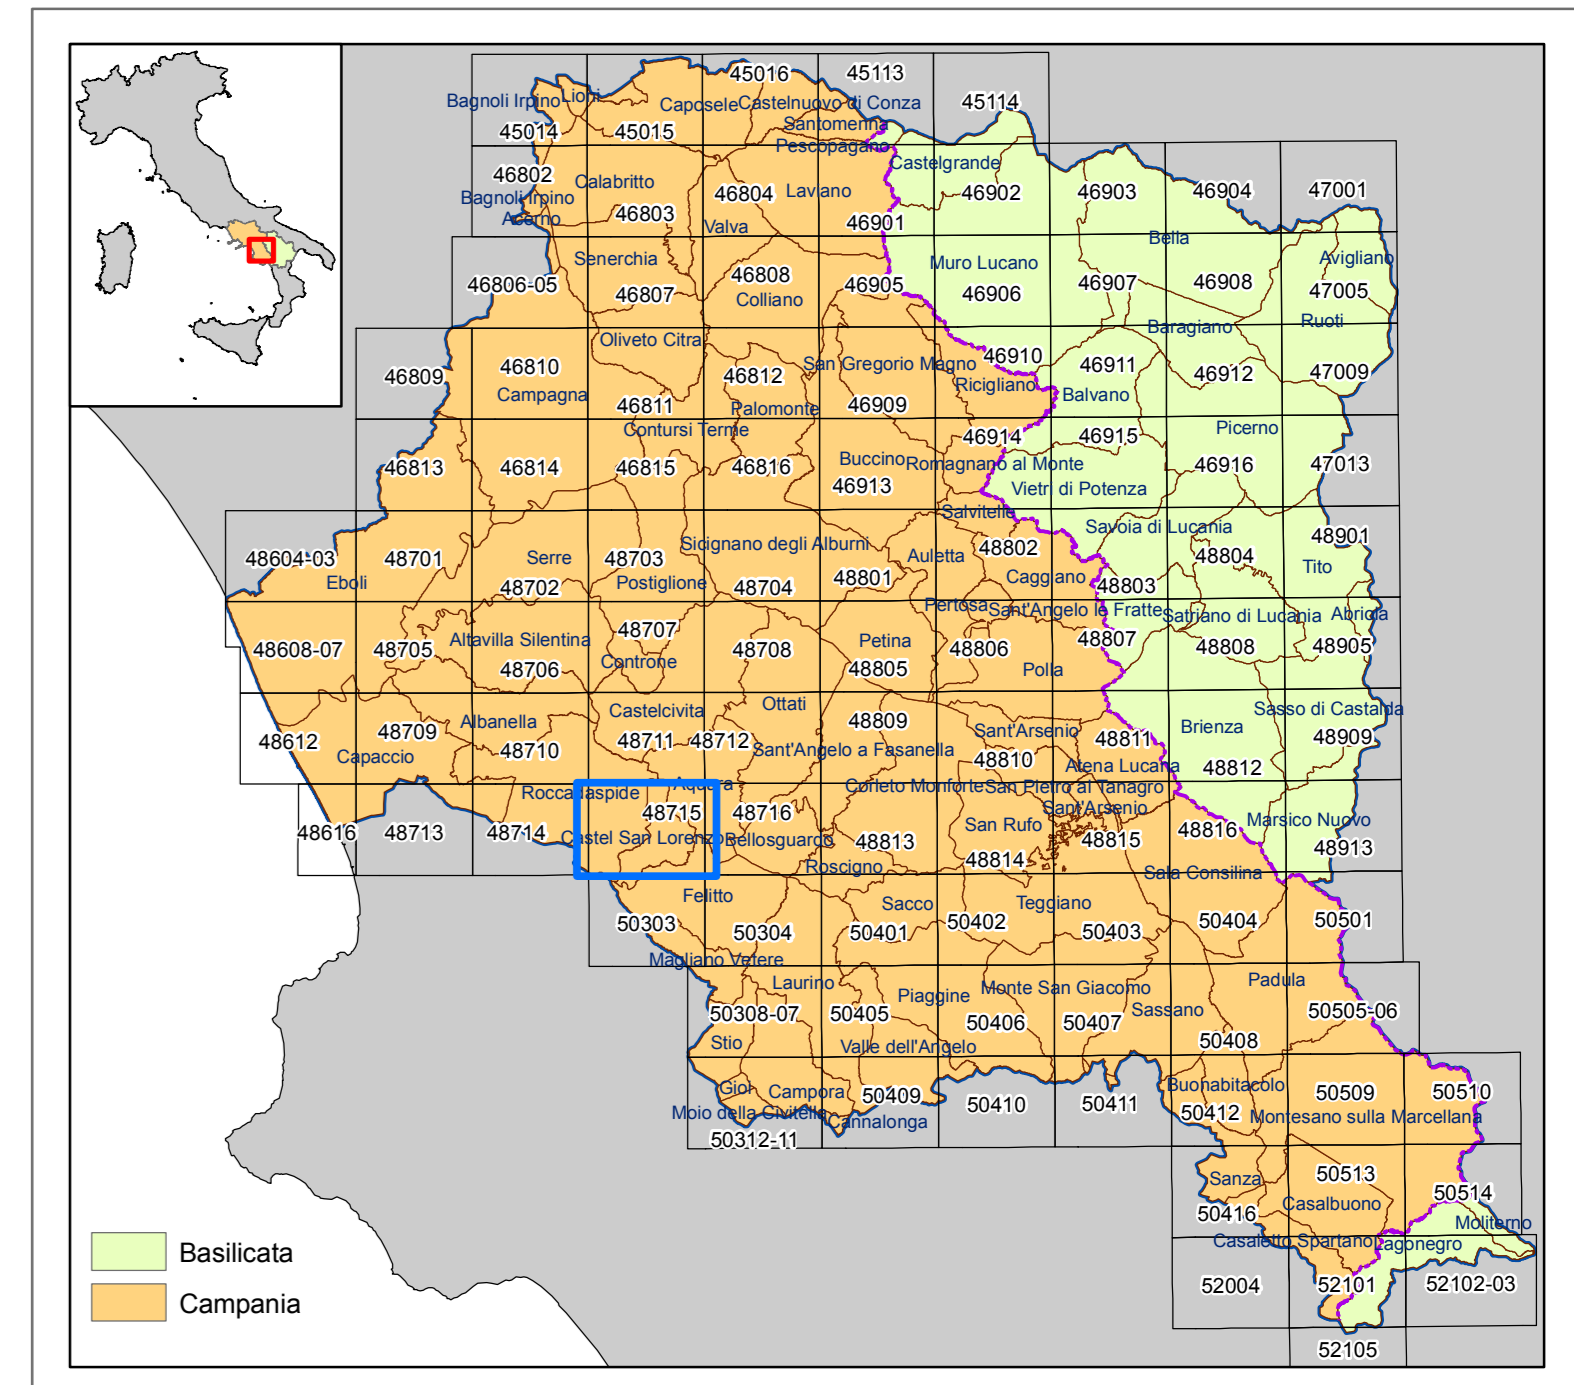 45016
45113
Bagnoli Irpino
Lioni
Caposele
Castelnuovo di Conza
45114
45014
45015
Santomenna
Pescopagano
46802
Calabritto
46804
Laviano
Castelgrande
46902
46903
46904
47001
Bagnoli Irpino
Acerno
46803
Valva
46901
Bella
Senerchia
46808
Muro Lucano
Avigliano
46806-05
46807
Colliano
46905
46906
46907
46908
47005
Oliveto Citra
Baragiano
Ruoti
46809
46810
46812
San Gregorio Magno
46910
46911
46912
47009
Campagna
46811
Palomonte
46909
Ricigliano
Balvano
Contursi Terme
46914
46915
Picerno
46813
46814
46815
46816
Buccino
Romagnano al Monte
46916
47013
46913
Vietri di Potenza
Salvitelle
Savoia di Lucania
48901
48604-03
48701
Serre
48703
Sicignano degli Alburni
Auletta
48802
48804
Tito
Eboli
48702
Postiglione
48704
48801
Caggiano
48803
Pertosa
Sant'Angelo le Fratte
Satriano di Lucania
Abriola
48608-07
48705
Altavilla Silentina
48707
48708
Petina
48806
48807
48808
48905
48706
Controne
48805
Polla
Ottati
Castelcivita
Albanella
48809
Brienza
Sasso di Castalda
48612
48709
48710
48711
48712
Sant'Angelo a Fasanella
Sant'Arsenio
48811
48909
Capaccio
48810
Atena Lucana
48812
Roccadaspide
Aquara
Corleto Monforte
San Pietro al Tanagro
Sant'Arsenio
48616
48713
48714
48715
48716
San Rufo
48816
Marsico Nuovo
Castel San Lorenzo
Bellosguardo
48813
48815
48913
Roscigno
48814
Sala Consilina
Felitto
Sacco
Teggiano
50303
50304
50401
50402
50403
50404
50501
Magliano Vetere
Laurino
Piaggine
Monte San Giacomo
Padula
50308-07
50405
50406
50407
Sassano
50505-06
Stio
Valle dell'Angelo
50408
Gioi
Campora
50409
50410
50411
Buonabitacolo
50509
50510
Moio della Civitella
Cannalonga
50412
Montesano sulla Marcellana
50312-11
Sanza
50513
50514
50416
Casalbuono
Moliterno
Casaletto Spartano
Lagonegro
52004
52101
52102-03
52105
Basilicata
Campania